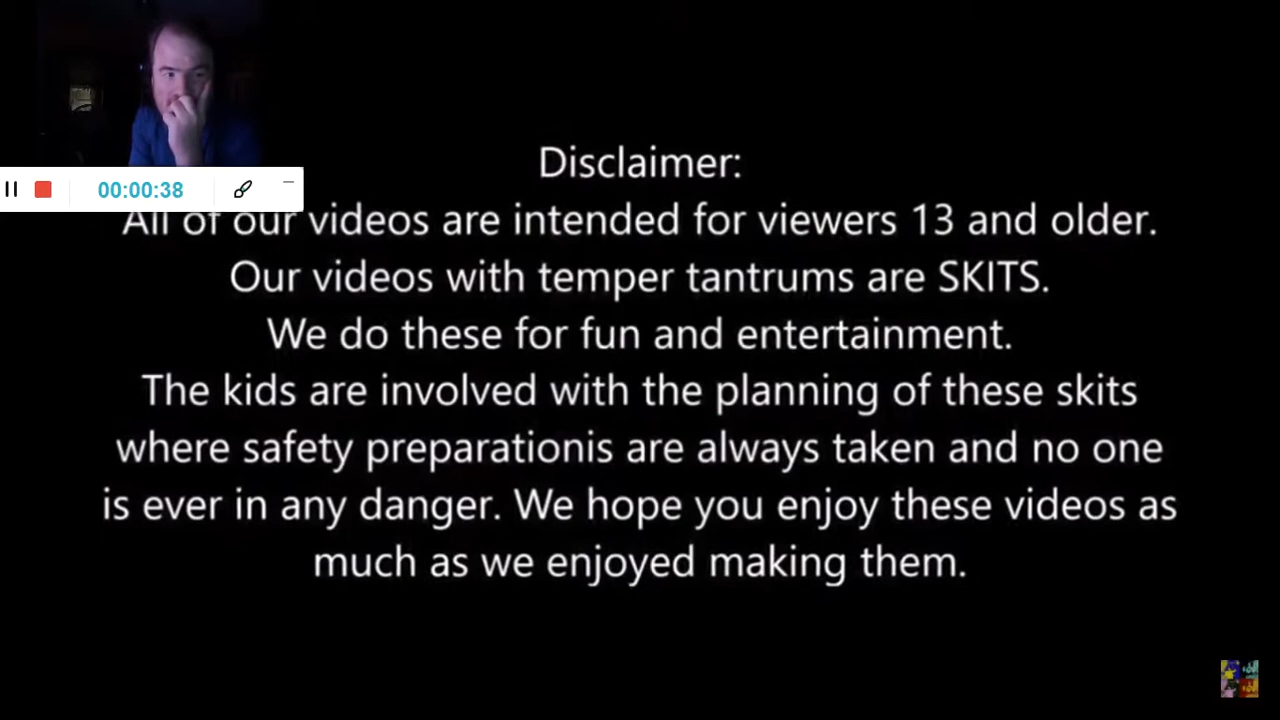 Disclaimer:
00:00:38
All of our videos are intended for viewers 13 and older.
Our videos with temper tantrums are SKITS.
We do these for fun and entertainment.
The kids are involved with the planning of these skits
where safety preparationis are always taken and no one
is ever in any danger. We hope you enjoy these videos as
much as we enjoyed making them.